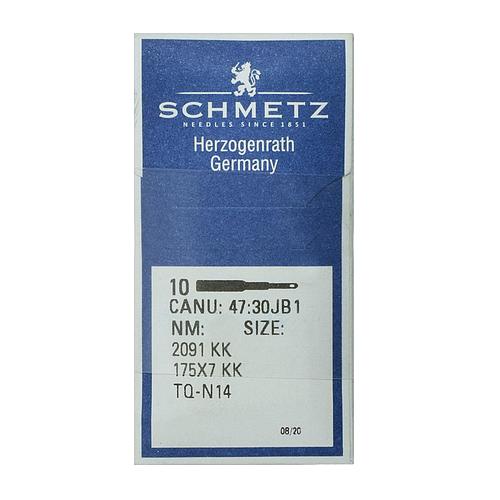 SCHMETZ
NEEDLES SINCE 1851
Herzogenrath
Germany
10
CANU: 47:30JB1
NM: SIZE:
2091 KK
175X7 KK
TQ-N14
08/20